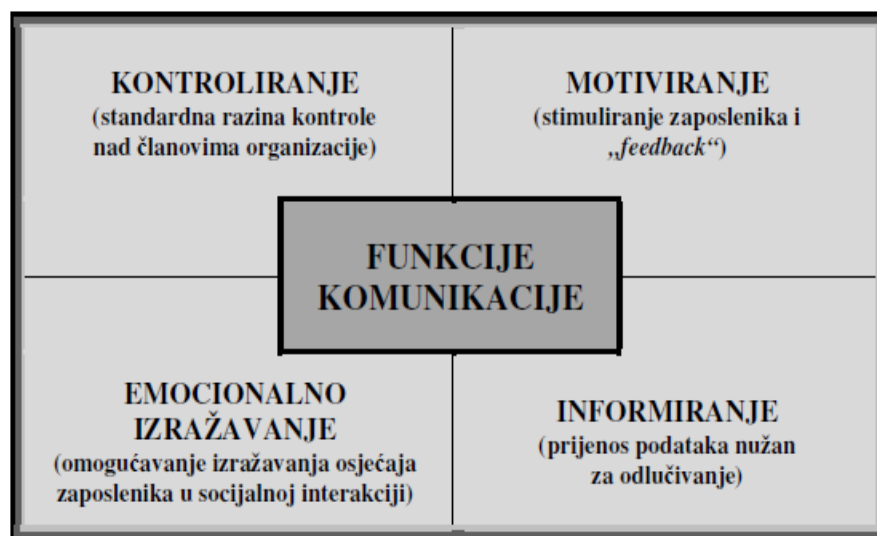 KONTROLIRANJE
(standardna razina kontrole
nad članovima organizacije)
MOTIVIRANJE
(stimuliranje zaposlenika i
„feedback“)
FUNKCIJE
KOMUNIKACIJE
EMOCIONALNO
IZRAŽAVANJE
(omogućavanje izražavanja osjećaja
zaposlenika u socijalnoj interakciji)
INFORMIRANJE
(prijenos podataka nužan
za odlučivanje)